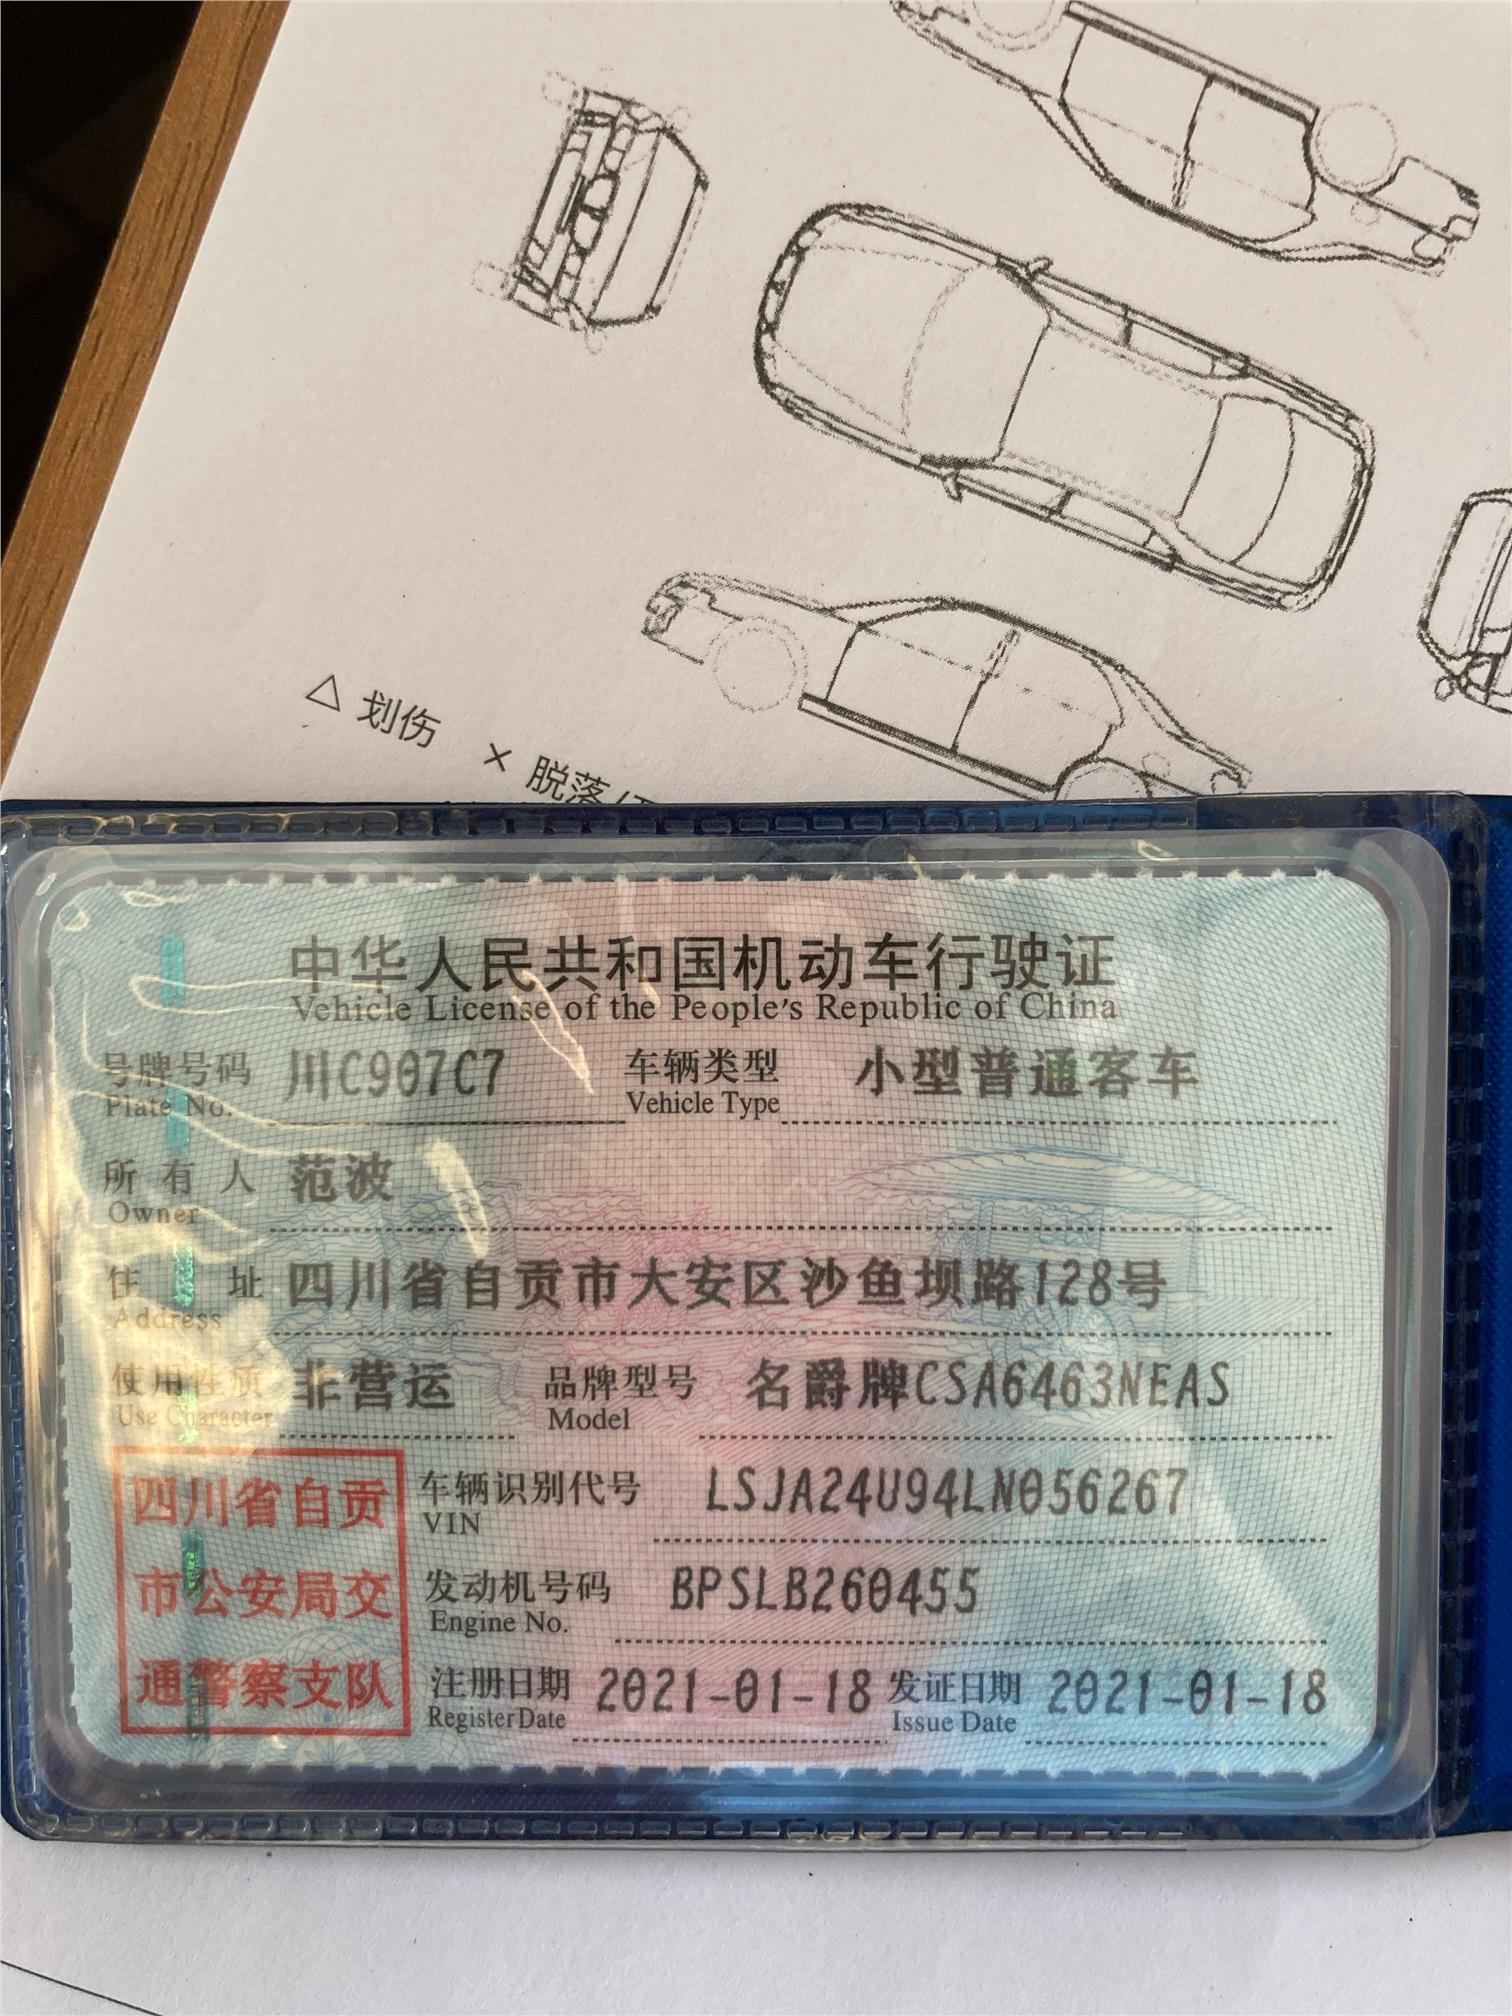 △ 划伤 × 脱落
中华人民共和国机动车行驶证
Vehicle License of the People's Republic of China
号牌号码 川C907C7 车辆类型 小型普通客车
Plate No. Vehicle Type
所有人 范波
Owner
住址 四川省自贡市大安区沙鱼坝路128号
Address
使用性质 非营运 品牌型号 名爵牌CSA6463NEAS
Use Character Model
四川省自贡
市公安局交
通警察支队
车辆识别代号 LSJA24U94LN056267
VIN
发动机号码 BPSLB260455
Engine No.
注册日期 2021-01-18 发证日期 2021-01-18
Register Date Issue Date